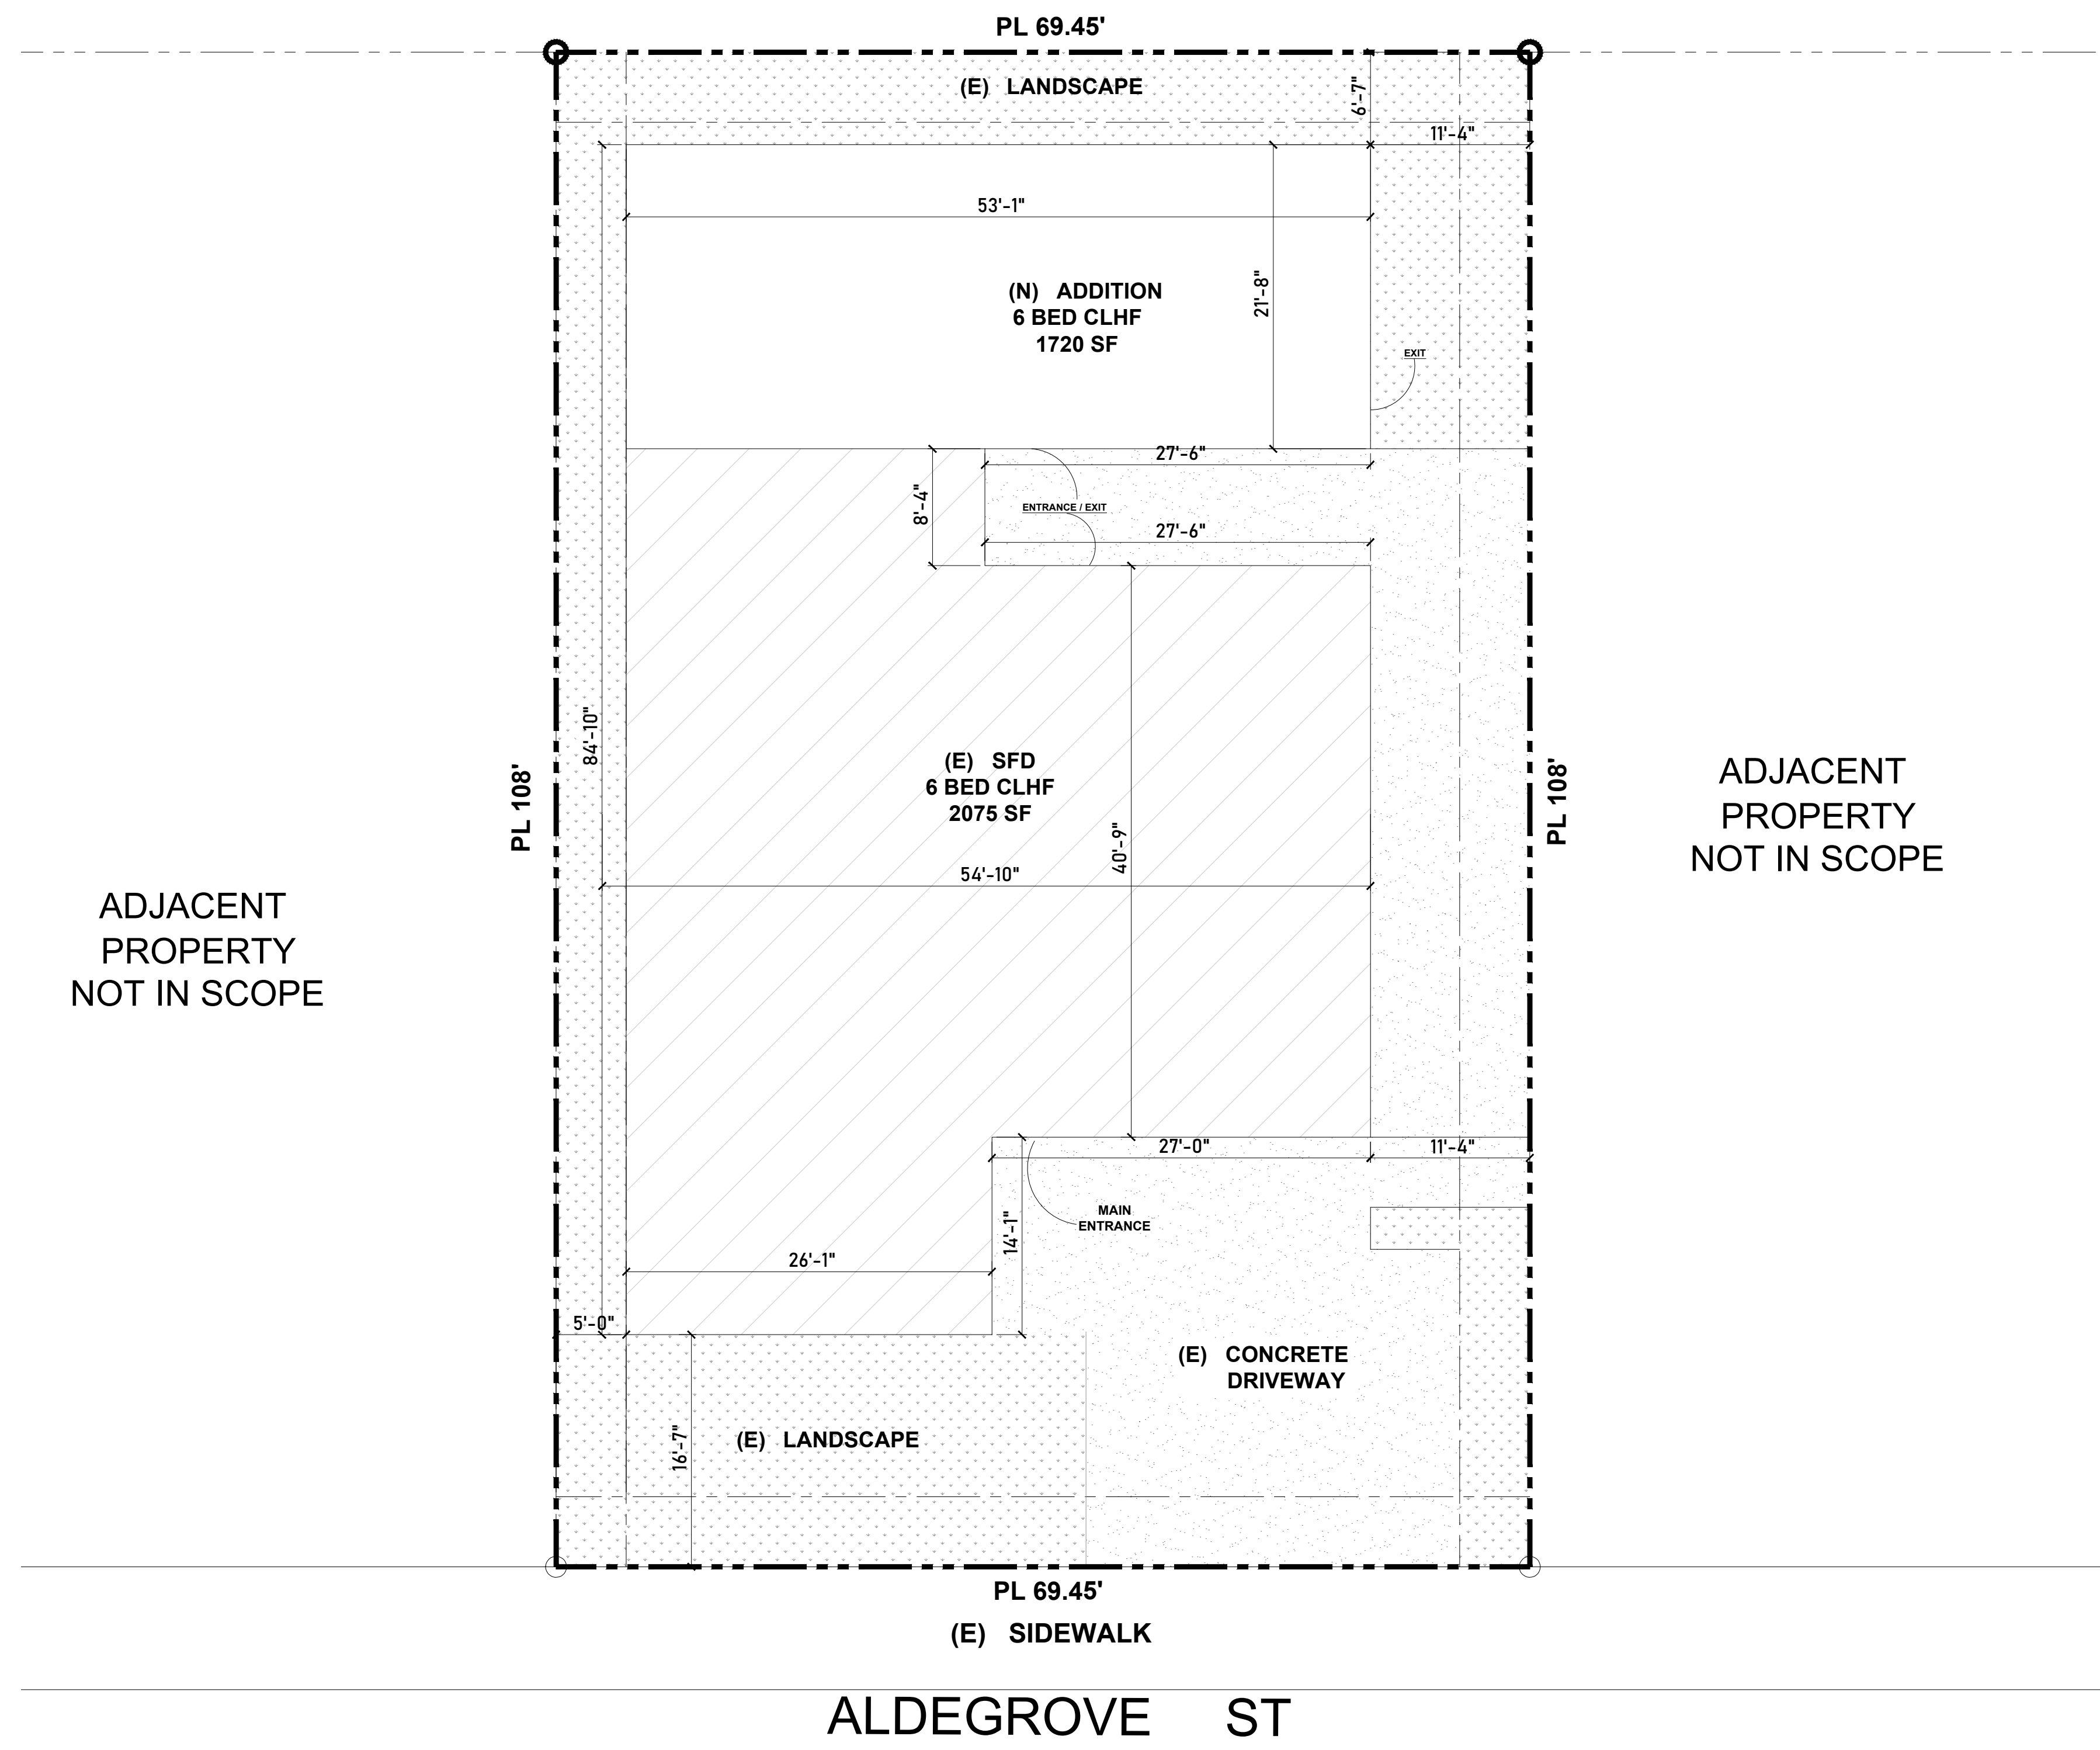 PL 69.45'
(E) LANDSCAPE
6'-7"
11'-4"
53'-1"
(N) ADDITION
6 BED CLHF
1720 SF
21'-8"
EXIT
27'-6"
8'-4"
ENTRANCE / EXIT
27'-6"
84'-10"
PL 108'
(E) SFD
6 BED CLHF
2075 SF
40'-9"
54'-10"
PL 108'
ADJACENT
PROPERTY
NOT IN SCOPE
ADJACENT
PROPERTY
NOT IN SCOPE
27'-0"
11'-4"
MAIN
ENTRANCE
14'-1"
26'-1"
5'-0"
(E) CONCRETE
DRIVEWAY
16'-7"
(E) LANDSCAPE
PL 69.45'
(E) SIDEWALK
ALDEGROVE ST